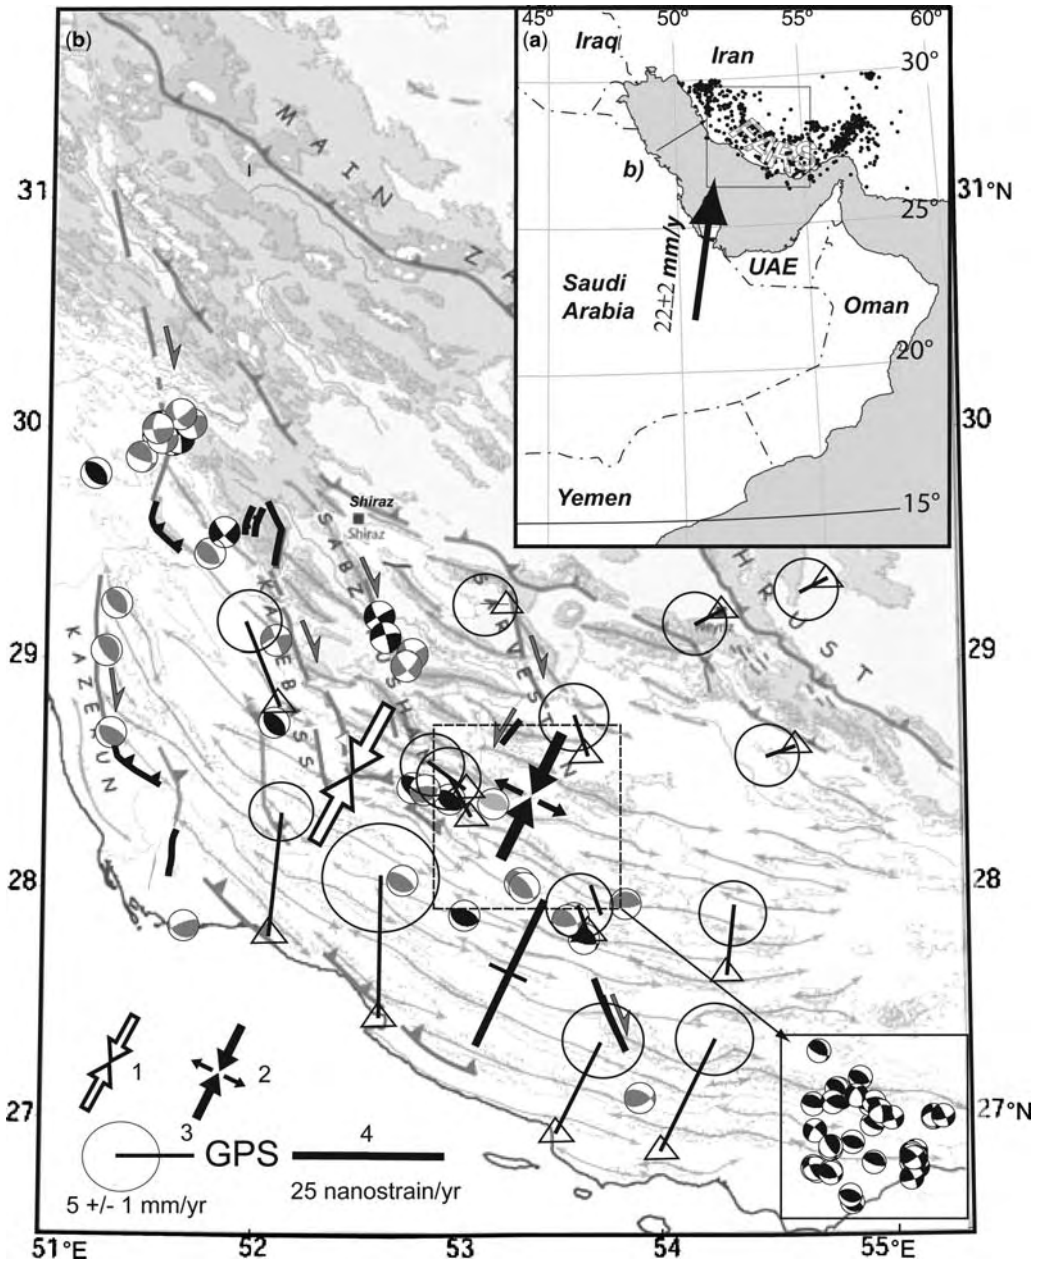 (b)
M A I N
Z A
T H R U S T
31
30
29
28
27
(a)
45°
50°
55°
60°
Iraq
Iran
30°
31°N
b)
25°
22±2 mm/y
UAE
Saudi
Arabia
Oman
20°
Yemen
15°
30
Shiraz
Shiraz
S A B Z
P U S H
K A R E B A S S
S A R V E S T A N
K A Z E R U N
29
28
27°N
1
2
3
GPS
4
5 +/- 1 mm/yr
25 nanostrain/yr
51°E
52
53
54
55°E